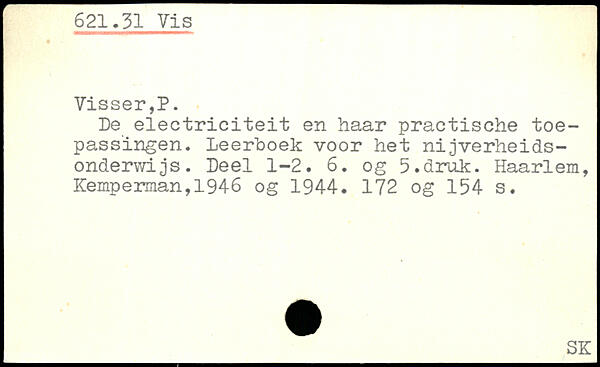 621.31 Vis
Visser,P.
De electriciteit en haar practische toe-
passingen. Leerboek voor het nijverheids-
onderwijs. Deel 1-2. 6. og 5.druk. Haarlem,
Kemperman,1946 og 1944. 172 og 154 s.
SK